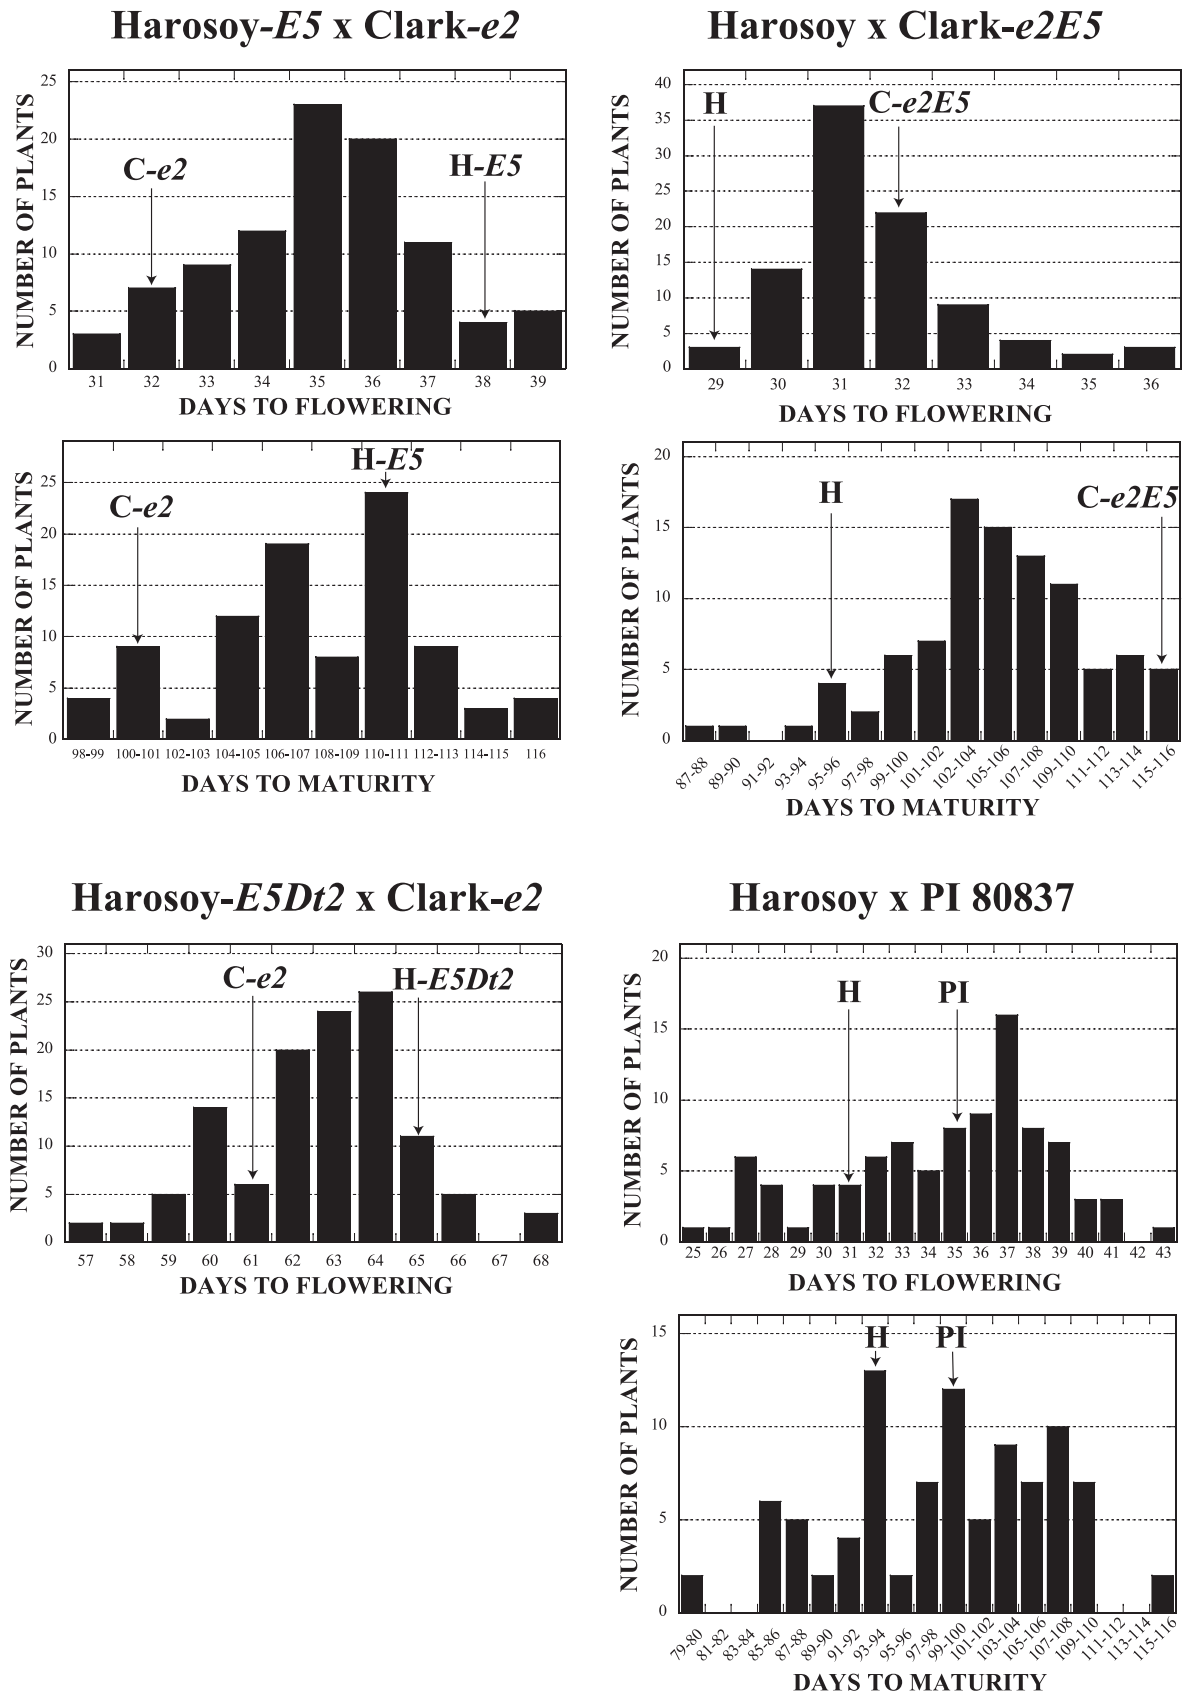 Harosoy-E5 x Clark-e2
NUMBER OF PLANTS
25
20
15
10
5
0
C-e2
H-E5
31 32 33 34 35 36 37 38 39
DAYS TO FLOWERING
NUMBER OF PLANTS
25
20
15
10
5
0
C-e2
H-E5
98-99 100-101 102-103 104-105 106-107 108-109 110-111 112-113 114-115 116
DAYS TO MATURITY
Harosoy x Clark-e2E5
NUMBER OF PLANTS
40
35
30
25
20
15
10
5
0
H
C-e2E5
29 30 31 32 33 34 35 36
DAYS TO FLOWERING
NUMBER OF PLANTS
20
15
10
5
0
H
C-e2E5
87-88 89-90 91-92 93-94 95-96 97-98 99-100 101-102 102-104 105-106 107-108 109-110 111-112 113-114 115-116
DAYS TO MATURITY
Harosoy-E5Dt2 x Clark-e2
NUMBER OF PLANTS
30
25
20
15
10
5
0
C-e2
H-E5Dt2
57 58 59 60 61 62 63 64 65 66 67 68
DAYS TO FLOWERING
Harosoy x PI 80837
NUMBER OF PLANTS
20
15
10
5
0
H
PI
25 26 27 28 29 30 31 32 33 34 35 36 37 38 39 40 41 42 43
DAYS TO FLOWERING
NUMBER OF PLANTS
15
10
5
0
H
PI
79-80 81-82 83-84 85-86 87-88 89-90 91-92 93-94 95-96 97-98 99-100 101-102 103-104 105-106 107-108 109-110 111-112 113-114 115-116
DAYS TO MATURITY